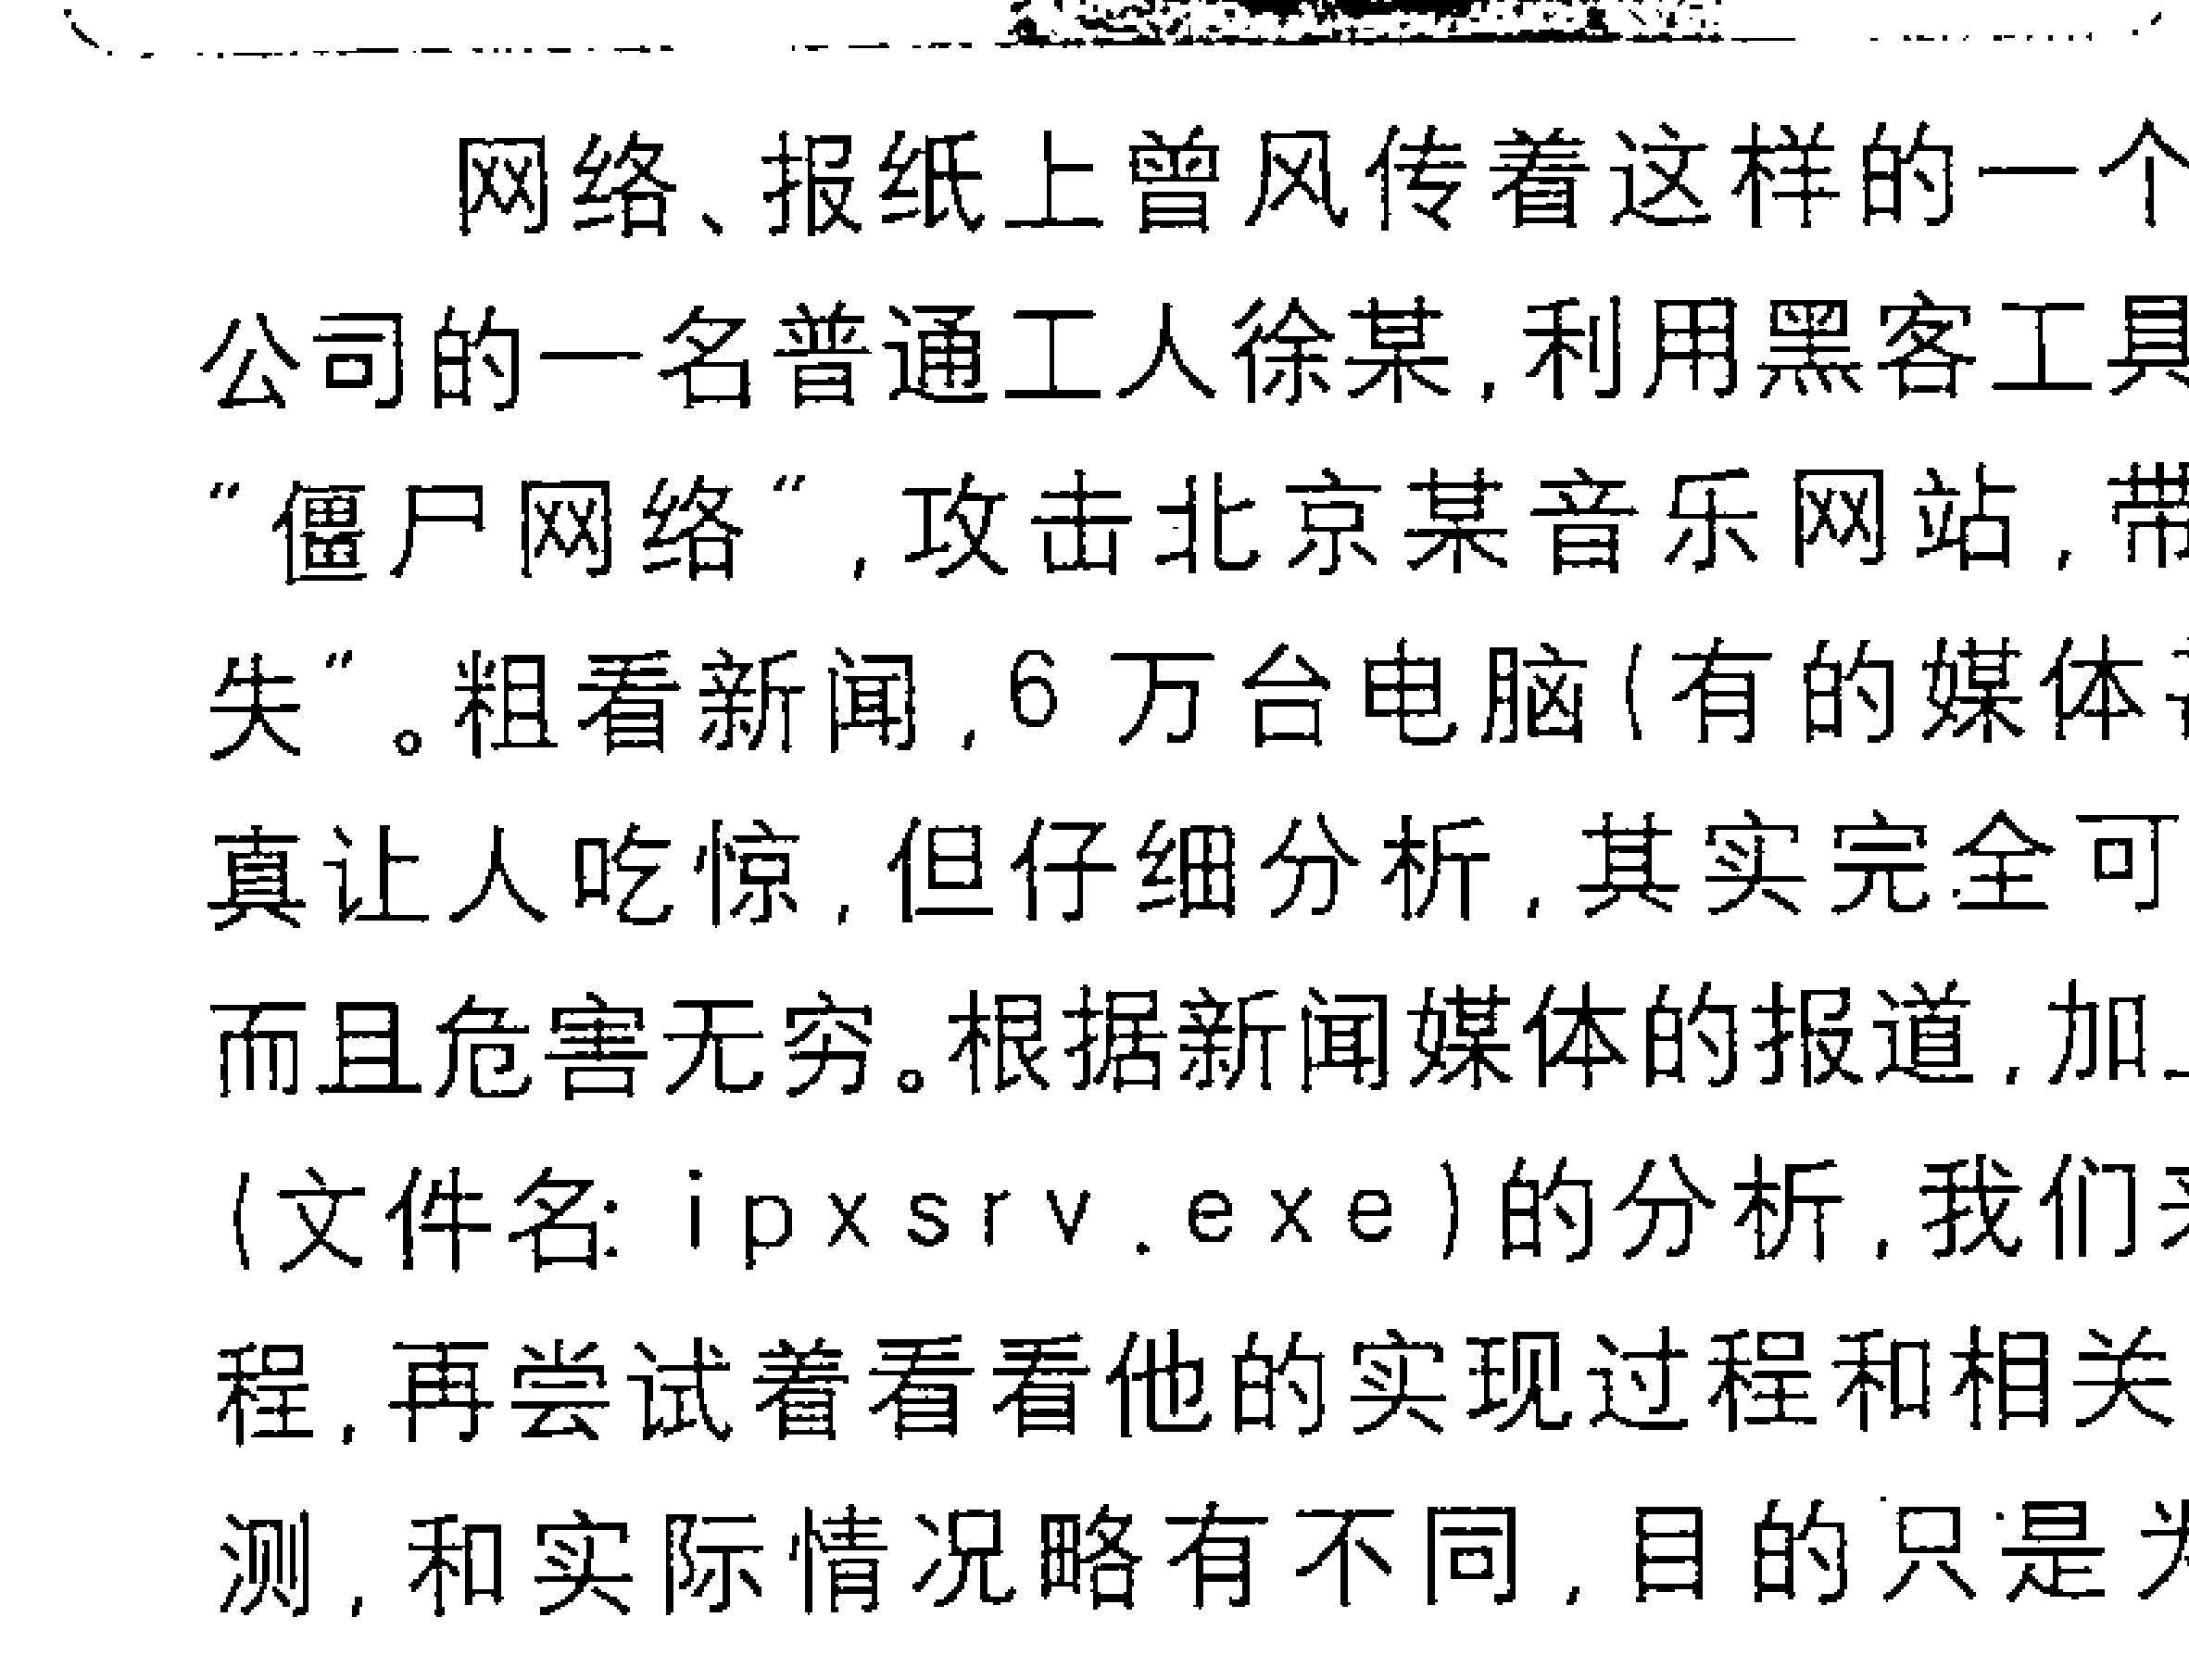 网络、报纸上曾风传着这样的一个
公司的一名普通工人徐某,利用黑客工具
“僵尸网络“,攻击北京某音乐网站,带
失”。粗看新闻,6 万台电脑(有的媒体
真让人吃惊,但仔细分析,其实完全可
而且危害无穷。根据新闻媒体的报道,加
(文件名: ipxsrv.exe)的分析,我们
程,再尝试着看看他的实现过程和相关
测,和实际情况略有不同,目的只是